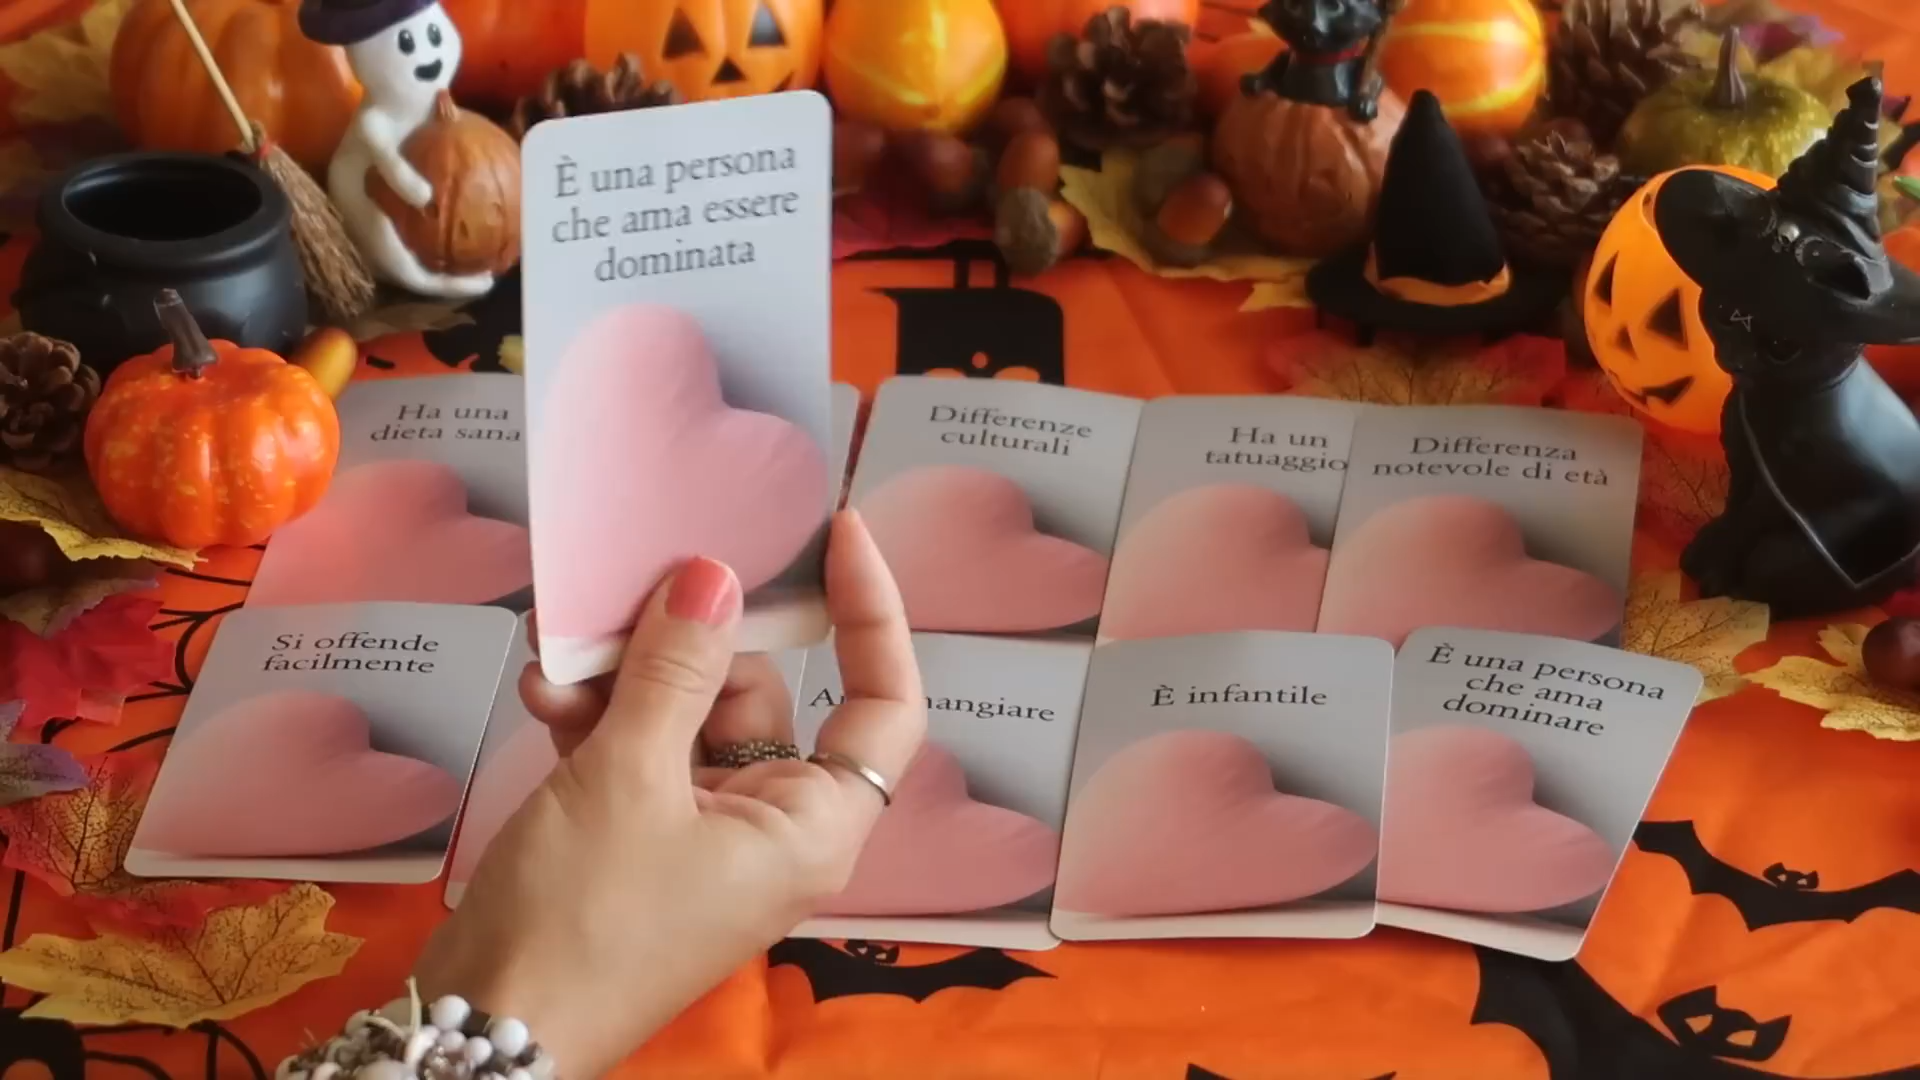 È una persona
che ama essere
dominata
Ha una
dieta sana
Differenze
culturali
Ha un
tatuaggio
Differenza
notevole di età
Si offende
facilmente
È infantile
È una persona
che ama
dominare